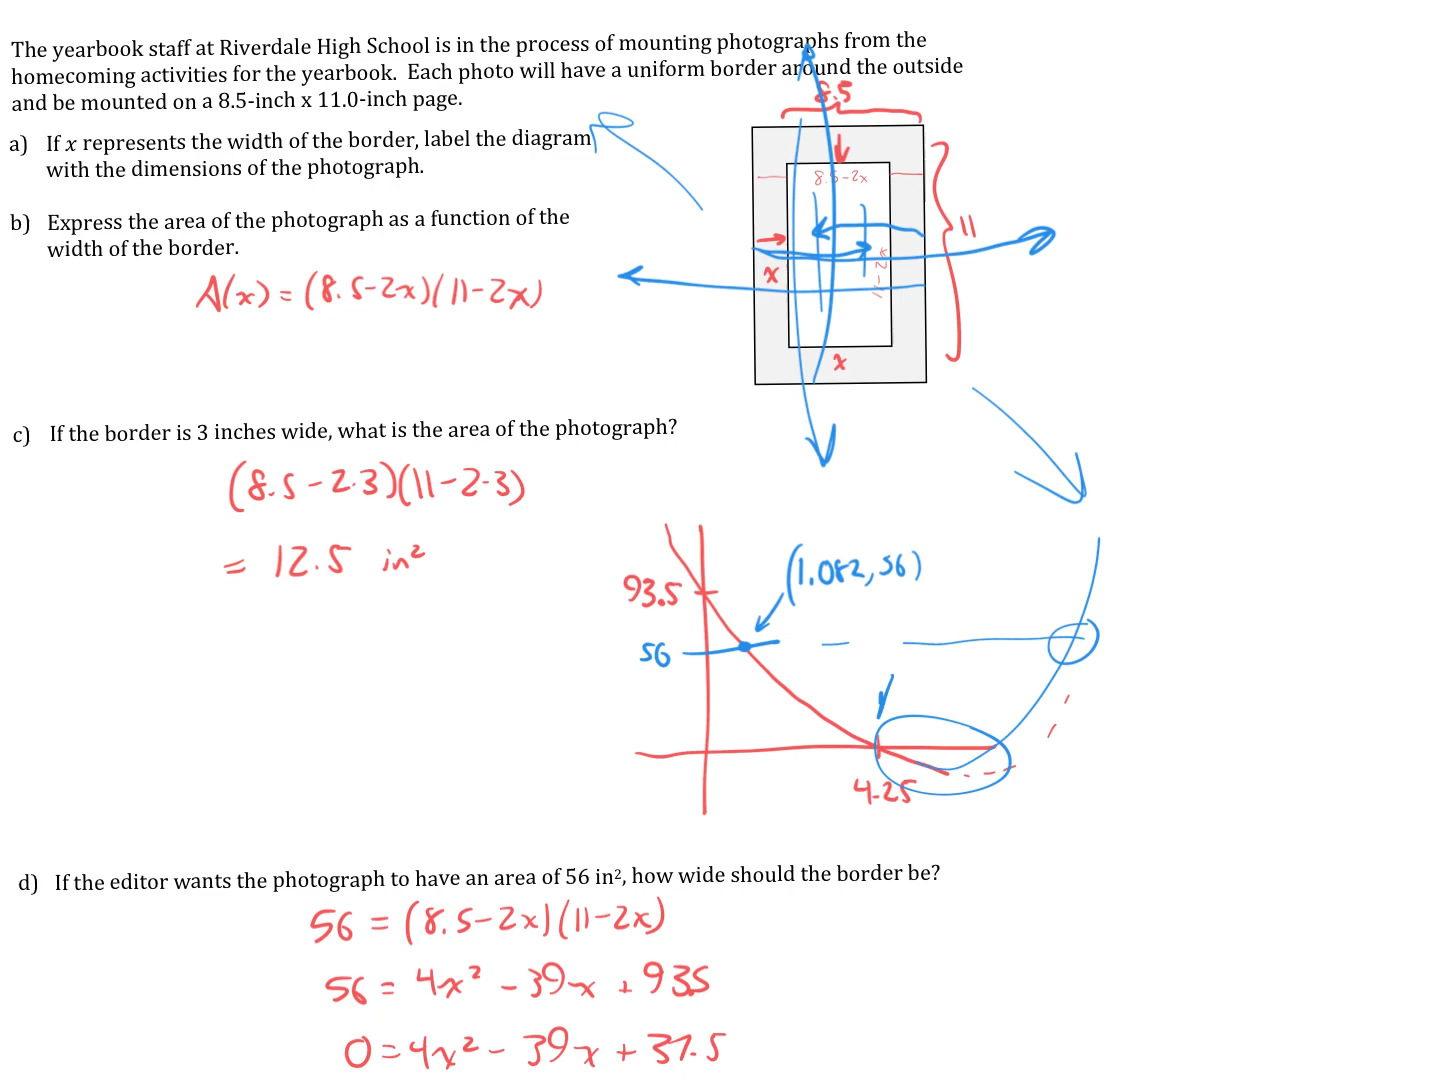 The yearbook staff at Riverdale High School is in the process of mounting photographs from the
homecoming activities for the yearbook. Each photo will have a uniform border around the outside
and be mounted on a 8.5-inch x 11.0-inch page.
8.5
a) If x represents the width of the border, label the diagram
with the dimensions of the photograph.
8.5-2x
11
11-2x
x
x
b) Express the area of the photograph as a function of the
width of the border.
A(x) = (8.5-2x)(11-2x)
c) If the border is 3 inches wide, what is the area of the photograph?
(8.5-2·3)(11-2·3)
= 12.5 in²
(1.082, 56)
93.5
56
4.25
d) If the editor wants the photograph to have an area of 56 in², how wide should the border be?
56 = (8.5-2x)(11-2x)
56 = 4x² - 39x + 93.5
0 = 4x² - 39x + 37.5